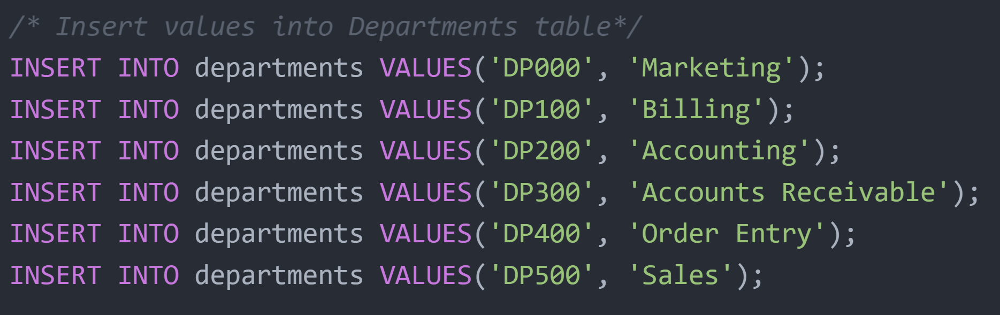 /* Insert values into Departments table*/
INSERT INTO departments VALUES('DP000', 'Marketing');
INSERT INTO departments VALUES('DP100', 'Billing');
INSERT INTO departments VALUES('DP200', 'Accounting');
INSERT INTO departments VALUES('DP300', 'Accounts Receivable');
INSERT INTO departments VALUES('DP400', 'Order Entry');
INSERT INTO departments VALUES('DP500', 'Sales');